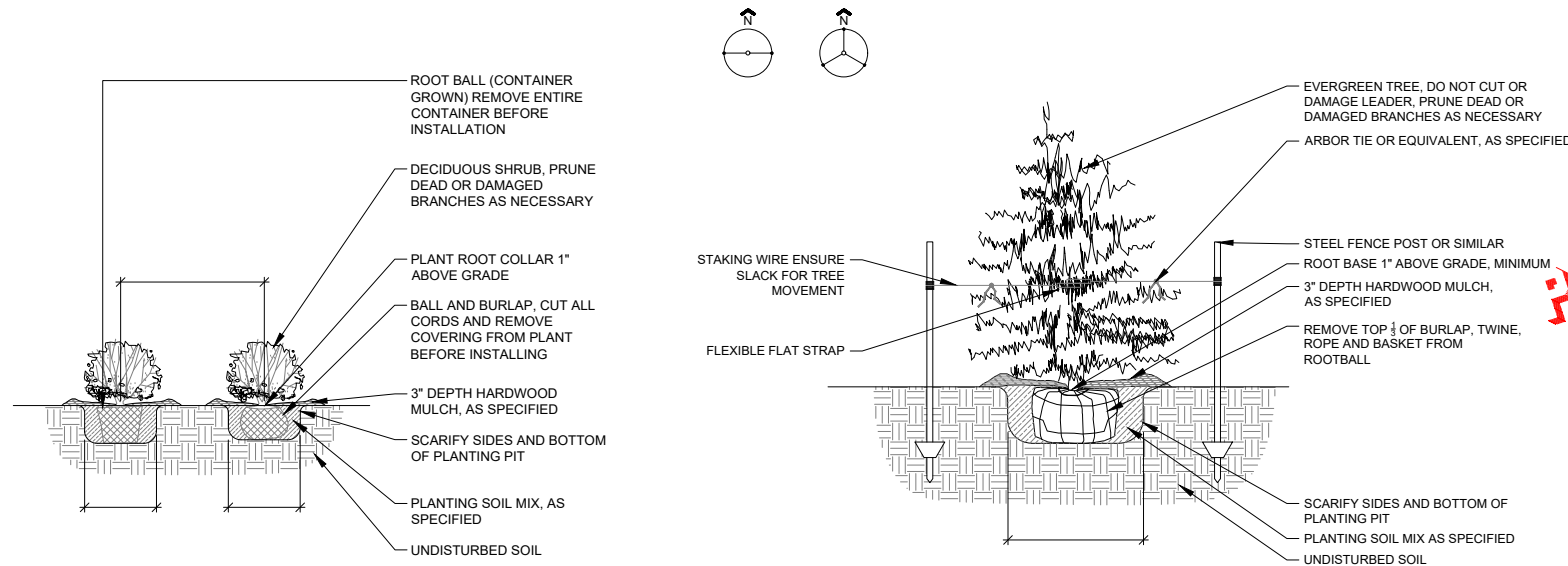 N
N
ROOT BALL (CONTAINER
GROWN) REMOVE ENTIRE
CONTAINER BEFORE
INSTALLATION
DECIDUOUS SHRUB, PRUNE
DEAD OR DAMAGED
BRANCHES AS NECESSARY
PLANT ROOT COLLAR 1"
ABOVE GRADE
BALL AND BURLAP, CUT ALL
CORDS AND REMOVE
COVERING FROM PLANT
BEFORE INSTALLING
3" DEPTH HARDWOOD
MULCH, AS SPECIFIED
SCARIFY SIDES AND BOTTOM
OF PLANTING PIT
PLANTING SOIL MIX, AS
SPECIFIED
UNDISTURBED SOIL
STAKING WIRE ENSURE
SLACK FOR TREE
MOVEMENT
FLEXIBLE FLAT STRAP
EVERGREEN TREE, DO NOT CUT OR
DAMAGE LEADER, PRUNE DEAD OR
DAMAGED BRANCHES AS NECESSARY
ARBOR TIE OR EQUIVALENT, AS SPECIFIED
STEEL FENCE POST OR SIMILAR
ROOT BASE 1" ABOVE GRADE, MINIMUM
3" DEPTH HARDWOOD MULCH,
AS SPECIFIED
REMOVE TOP 1/3 OF BURLAP, TWINE,
ROPE AND BASKET FROM
ROOTBALL
SCARIFY SIDES AND BOTTOM OF
PLANTING PIT
PLANTING SOIL MIX AS SPECIFIED
UNDISTURBED SOIL